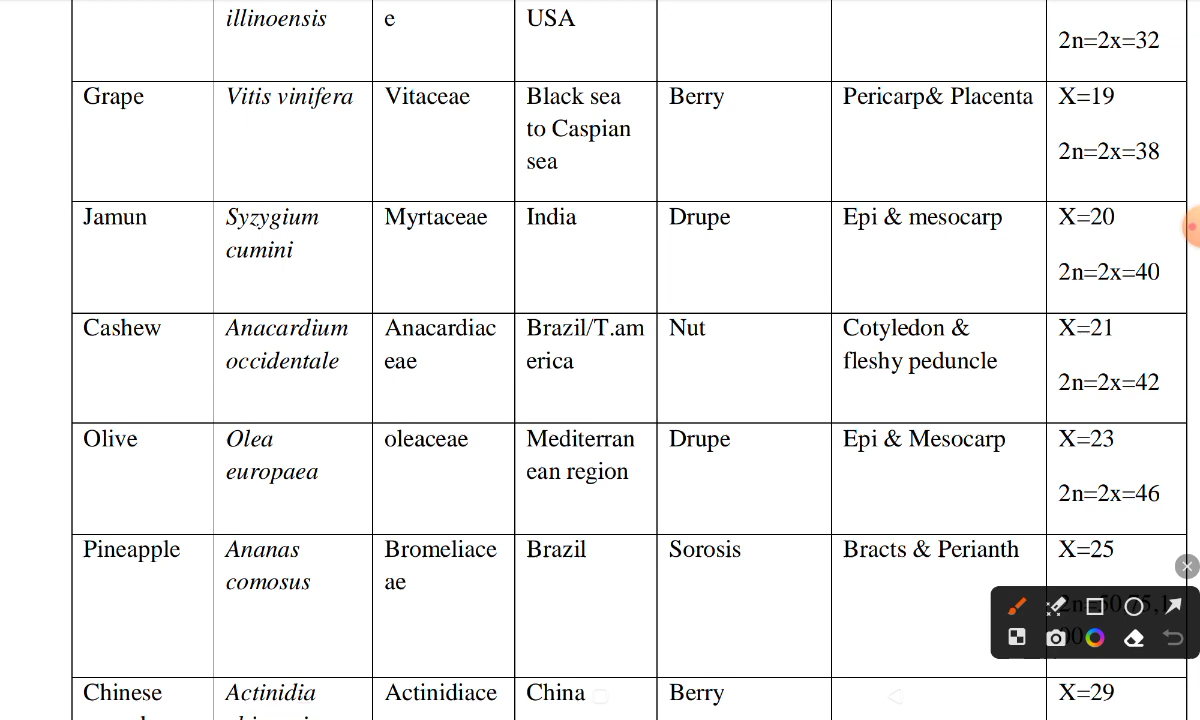 illinoensis e USA
2n=2x=32
Grape Vitis vinifera Vitaceae Black sea Berry Pericarp& Placenta X=19
to Caspian
2n=2x=38
sea
Jamun Syzygium Myrtaceae India Drupe Epi & mesocarp X=20
cumini
2n=2x=40
Cashew Anacardium Anacardiac Brazil/T.am Nut Cotyledon & X=21
occidentale eae erica fleshy peduncle
2n=2x=42
Olive Olea oleaceae Mediterran Drupe Epi & Mesocarp X=23
europaea ean region
2n=2x=46
Pineapple Ananas Bromeliace Brazil Sorosis Bracts & Perianth X=25
comosus ae
Chinese Actinidia Actinidiace China Berry X=29